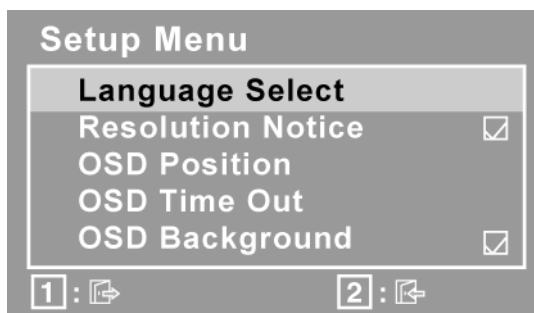 Setup Menu
Language Select
Resolution Notice
OSD Position
OSD Time Out
OSD Background
1 : 2 :